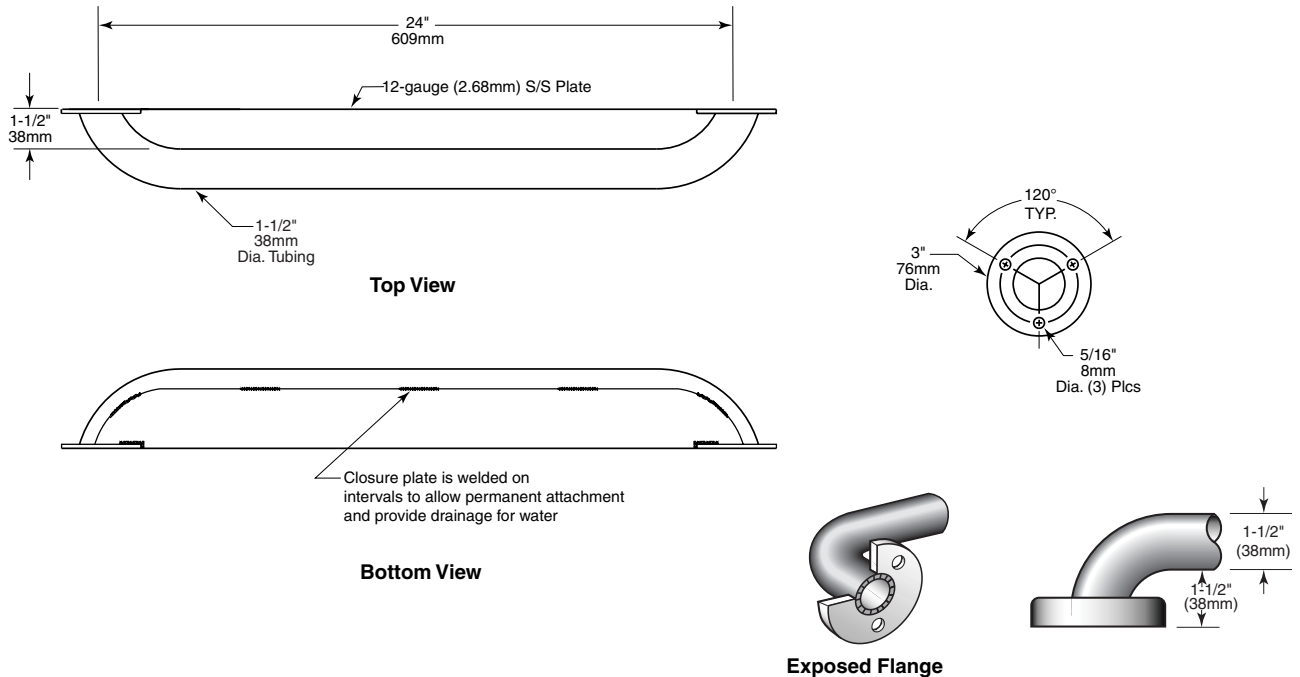 24"
609mm
12-gauge (2.68mm) S/S Plate
1-1/2"
38mm
1-1/2"
38mm
Dia. Tubing
Top View
120°
TYP.
3"
76mm
Dia.
5/16"
8mm
Dia. (3) Plcs
Closure plate is welded on
intervals to allow permanent attachment
and provide drainage for water
Bottom View
1-1/2"
(38mm)
1-1/2"
(38mm)
Exposed Flange